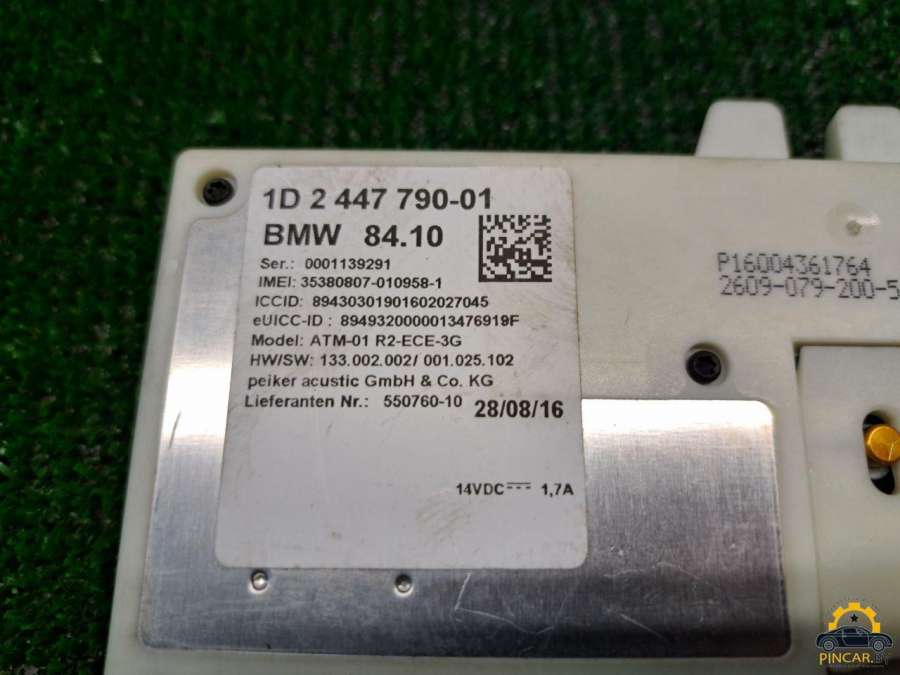 1D 2 447 790-01
BMW 84.10
Ser.: 0001139291
IMEI: 35380807-010958-1
ICCID: 89430301901602027045
eUICC-ID : 8949320000013476919F
Model: ATM-01 R2-ECE-3G
HW/SW: 133.002.002/ 001.025.102
peiker acustic GmbH & Co. KG
Lieferanten Nr.: 550760-10 28/08/16
14VDC 1,7A
P16004361764
2609-079-200-5
PINCAR.BY